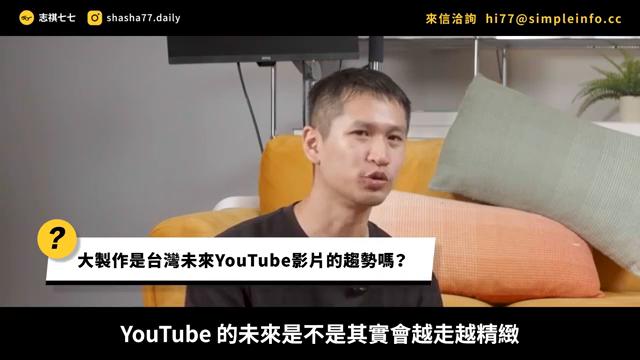 志祺七七
shasha77.daily
來信洽詢 hi77@simpleinfo.cc
?
大製作是台灣未來YouTube影片的趨勢嗎？
YouTube 的未來是不是其實會越走越精緻